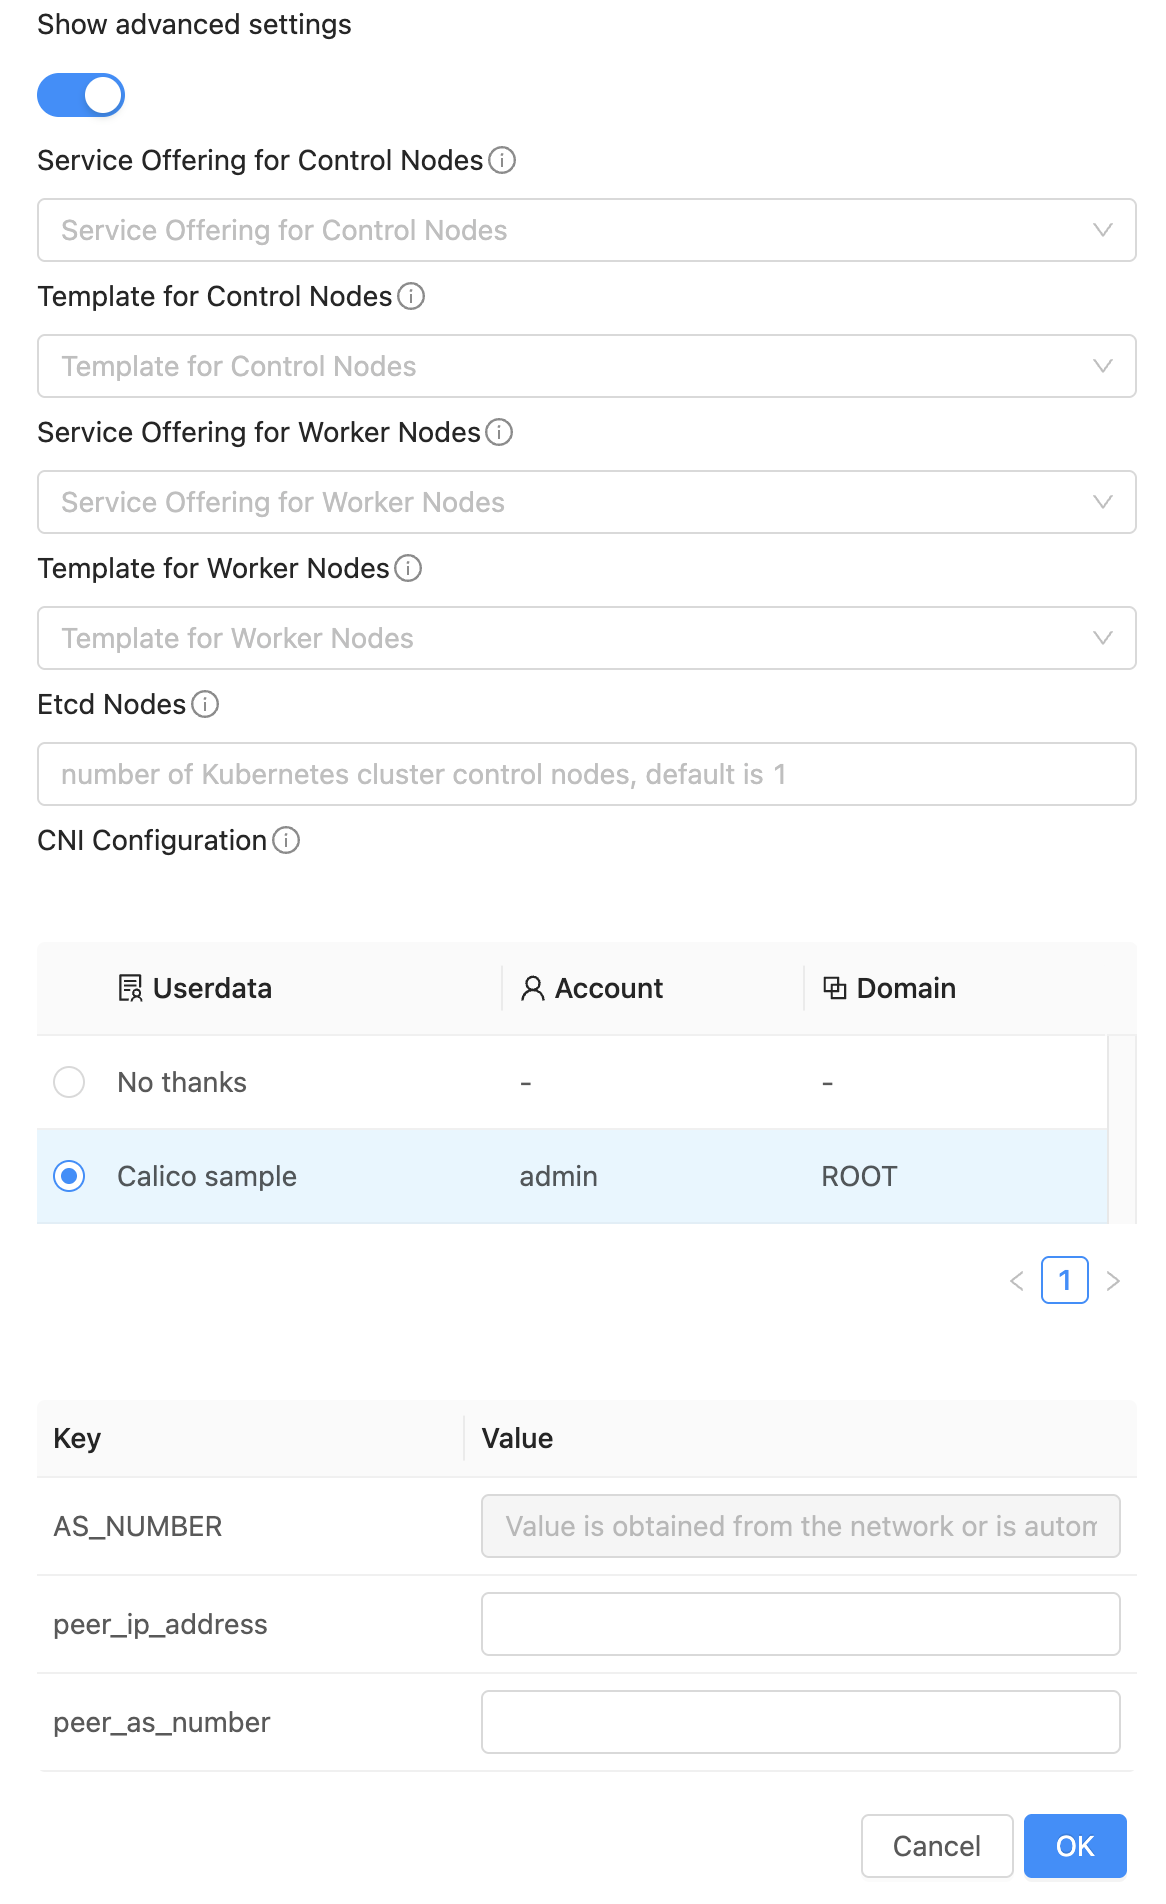 Show advanced settings
Service Offering for Control Nodes
Service Offering for Control Nodes
Template for Control Nodes
Template for Control Nodes
Service Offering for Worker Nodes
Service Offering for Worker Nodes
Template for Worker Nodes
Template for Worker Nodes
Etcd Nodes
number of Kubernetes cluster control nodes, default is 1
CNI Configuration
Userdata Account Domain
No thanks - -
Calico sample admin ROOT
< 1 >
Key Value
AS_NUMBER Value is obtained from the network or is autom
peer_ip_address
peer_as_number
Cancel OK